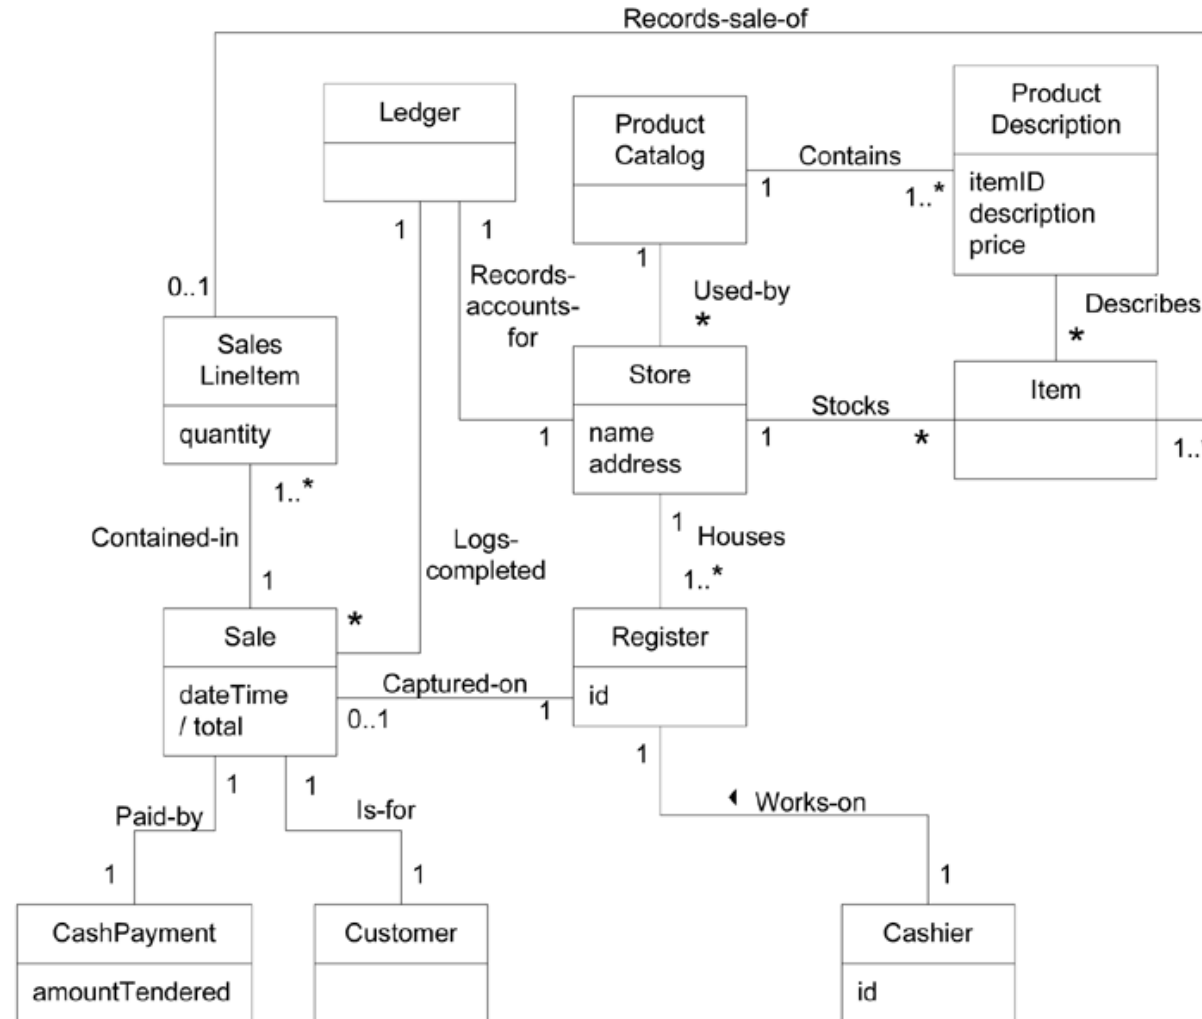 Records-sale-of
Ledger
Product
Catalog
Product
Description
itemID
description
price
Contains
1
1..*
1
1
1
Records-
accounts-
for
Used-by
*
Describes
*
0..1
Sales
LineItem
quantity
Store
name
address
Stocks
1
1
*
Item
1..
1..*
Contained-in
1
Logs-
completed
1
Houses
1..*
Sale
dateTime
/ total
*
Captured-on
0..1
1
Register
id
1
1
1
Paid-by
Is-for
Works-on
1
1
1
CashPayment
amountTendered
Customer
Cashier
id